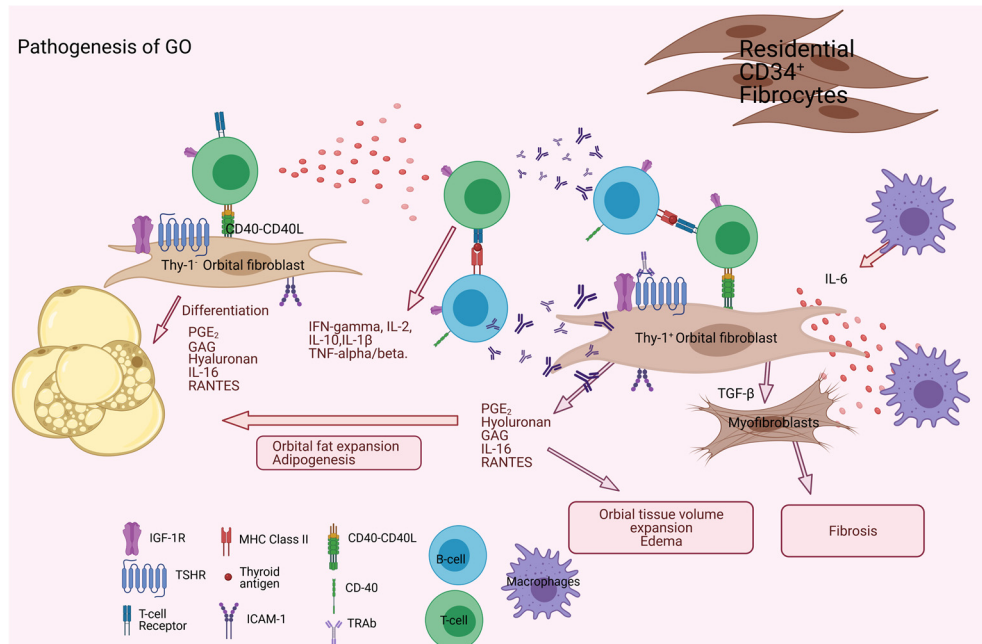 Pathogenesis of GO
Residential
CD34⁺
Fibrocytes
CD40-CD40L
Thy-1⁻ Orbital fibroblast
IL-6
Differentiation
PGE₂
GAG
Hyaluronan
IL-16
RANTES
IFN-gamma, IL-2,
IL-10,IL-1β
TNF-alpha/beta.
Thy-1⁺ Orbital fibroblast
TGF-β
Myofibroblasts
PGE₂
Hyoluronan
GAG
IL-16
RANTES
Orbital fat expansion
Adipogenesis
Orbial tissue volume
expansion
Edema
Fibrosis
IGF-1R
MHC Class II
CD40-CD40L
B-cell
TSHR
Thyroid
antigen
CD-40
Macrophages
T-cell
Receptor
ICAM-1
TRAb
T-cell